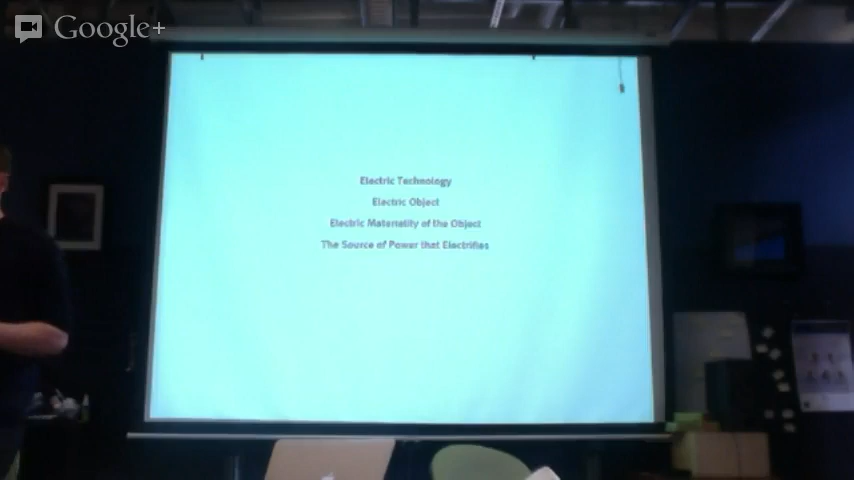 Google+
Electric Technology
Electric Object
Electric Materiality of the Object
The Source of Power that Electrifies